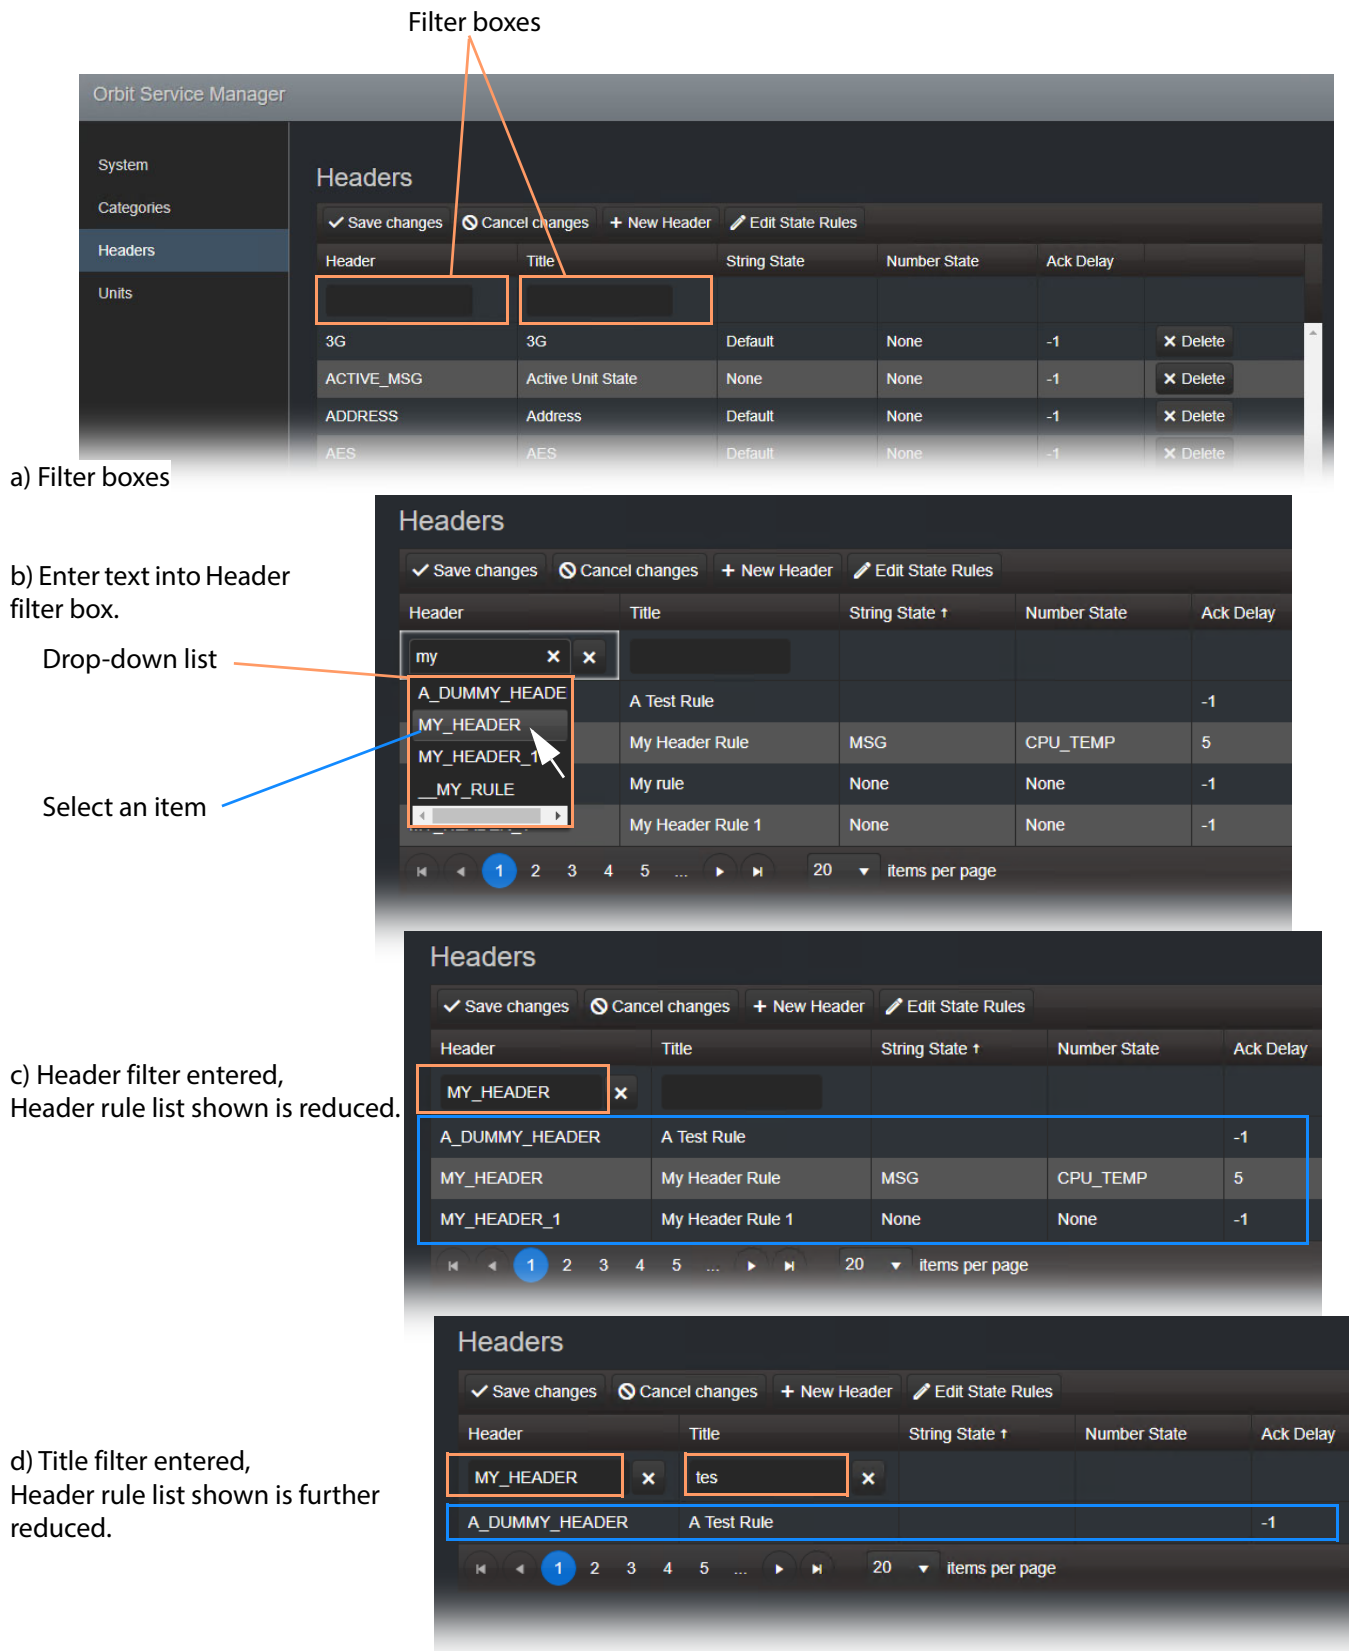 Filter boxes
Orbit Service Manager
System
Categories
Headers
Units
Headers
Save changes Cancel changes + New Header Edit State Rules
Header Title String State Number State Ack Delay
3G 3G Default None -1 × Delete
ACTIVE_MSG Active Unit State None None -1 × Delete
ADDRESS Address Default None -1 × Delete
AES AES Default None -1 × Delete
a) Filter boxes
b) Enter text into Header
filter box.
Drop-down list
Select an item
Headers
Save changes Cancel changes + New Header Edit State Rules
Header Title String State ↑ Number State Ack Delay
my × ×
A_DUMMY_HEADE
MY_HEADER
MY_HEADER_1
__MY_RULE
A Test Rule -1
My Header Rule MSG CPU_TEMP 5
My rule None None -1
My Header Rule 1 None None -1
1 2 3 4 5 ... 20 items per page
c) Header filter entered,
Header rule list shown is reduced.
Headers
Save changes Cancel changes + New Header Edit State Rules
Header Title String State ↑ Number State Ack Delay
MY_HEADER ×
A_DUMMY_HEADER A Test Rule -1
MY_HEADER My Header Rule MSG CPU_TEMP 5
MY_HEADER_1 My Header Rule 1 None None -1
1 2 3 4 5 ... 20 items per page
d) Title filter entered,
Header rule list shown is further
reduced.
Headers
Save changes Cancel changes + New Header Edit State Rules
Header Title String State ↑ Number State Ack Delay
MY_HEADER × tes ×
A_DUMMY_HEADER A Test Rule -1
1 2 3 4 5 ... 20 items per page